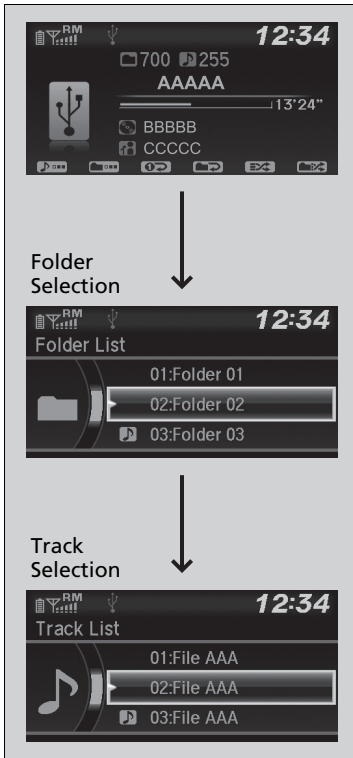 RM
12:34
700 255
AAAAA
13'24"
BBBBB
CCCCC
Folder
Selection
RM
12:34
Folder List
01:Folder 01
02:Folder 02
03:Folder 03
Track
Selection
RM
12:34
Track List
01:File AAA
02:File AAA
03:File AAA